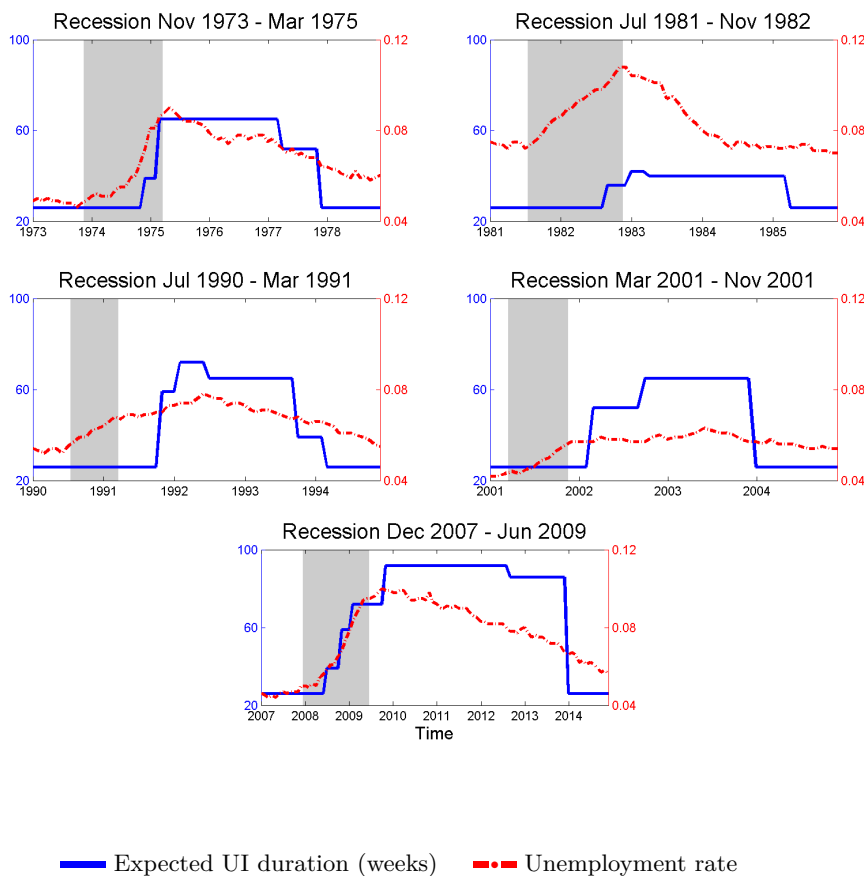 Recession Nov 1973 - Mar 1975
100
60
20
0.12
0.08
0.04
1973 1974 1975 1976 1977 1978
Recession Jul 1981 - Nov 1982
100
60
20
0.12
0.08
0.04
1981 1982 1983 1984 1985
Recession Jul 1990 - Mar 1991
100
60
20
0.12
0.08
0.04
1990 1991 1992 1993 1994
Recession Mar 2001 - Nov 2001
100
60
20
0.12
0.08
0.04
2001 2002 2003 2004
Recession Dec 2007 - Jun 2009
100
60
20
0.12
0.08
0.04
2007 2008 2009 2010 2011 2012 2013 2014
Time
Expected UI duration (weeks) Unemployment rate